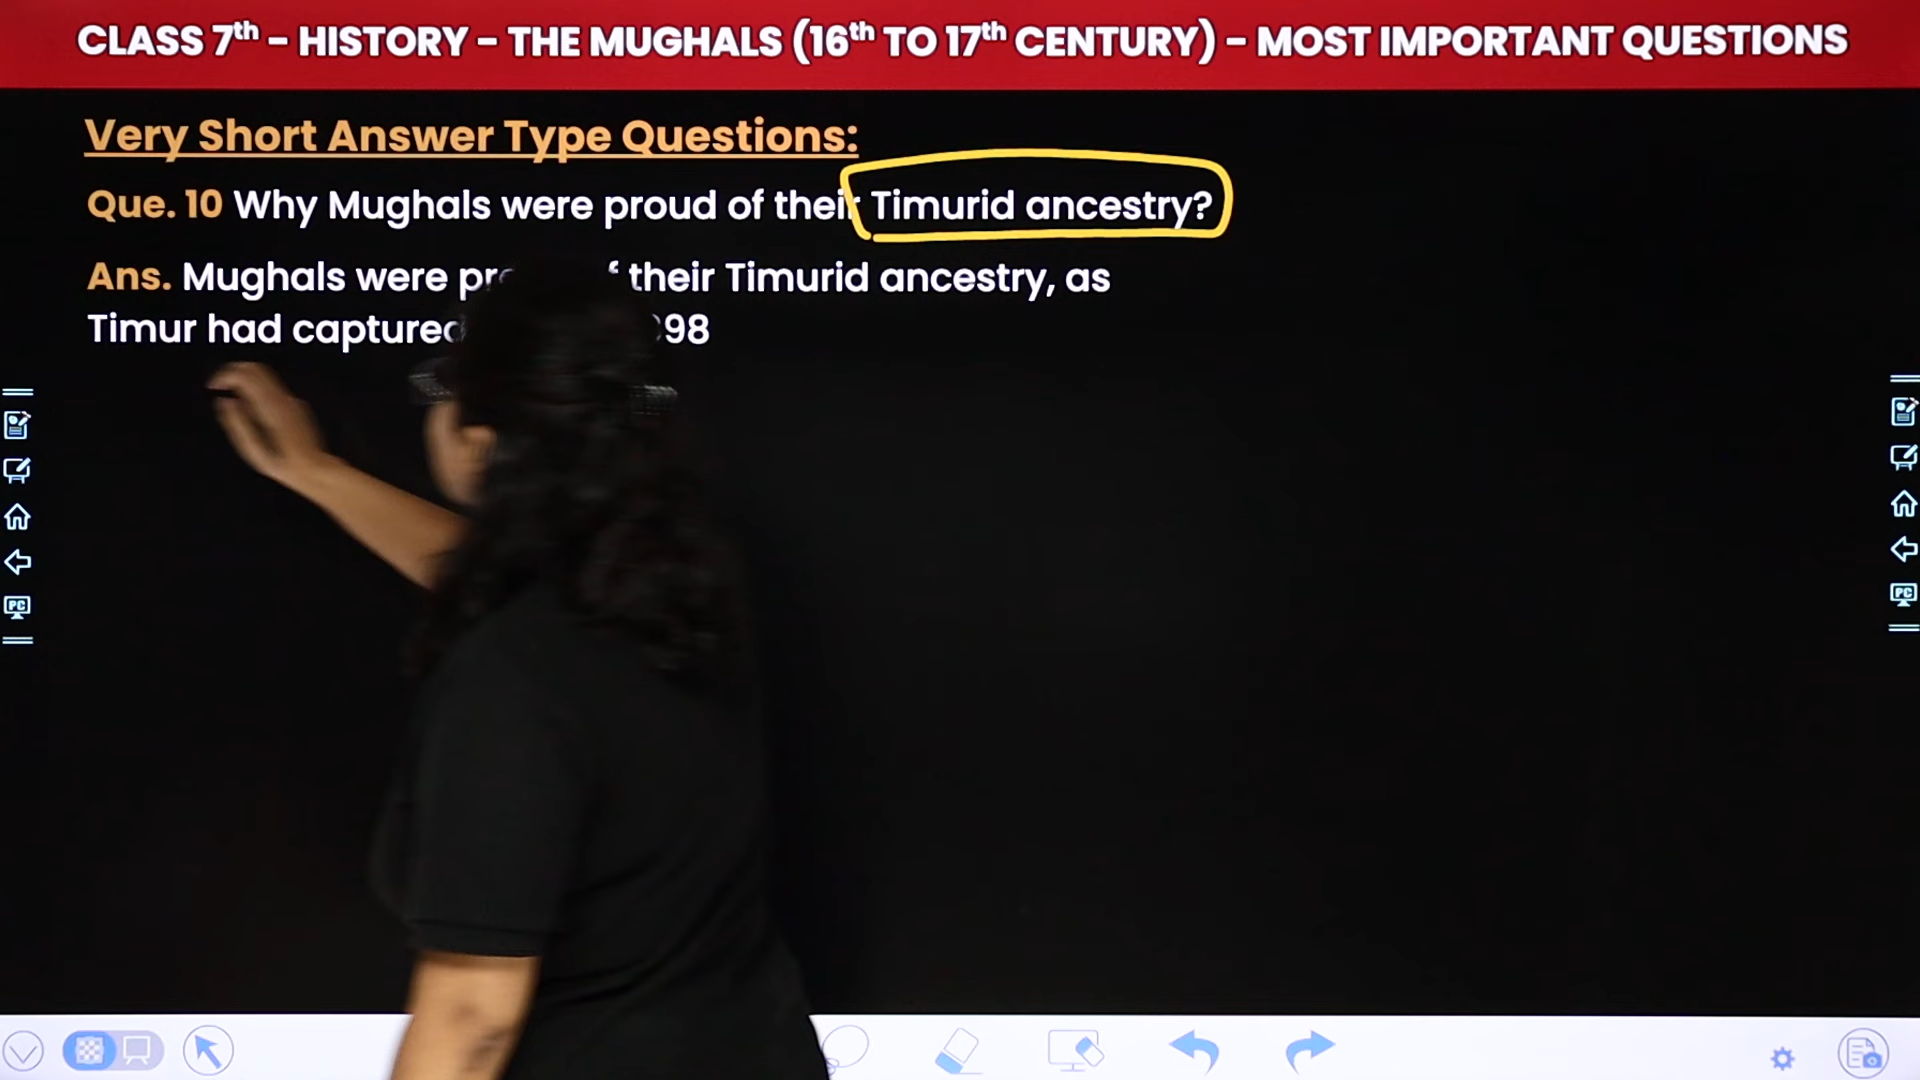 CLASS 7th – HISTORY – THE MUGHALS (16th TO 17th CENTURY) – MOST IMPORTANT QUESTIONS
Very Short Answer Type Questions:
Que. 10 Why Mughals were proud of their Timurid ancestry?
Ans. Mughals were their Timurid ancestry, as
Timur had captured 98
PC
PC